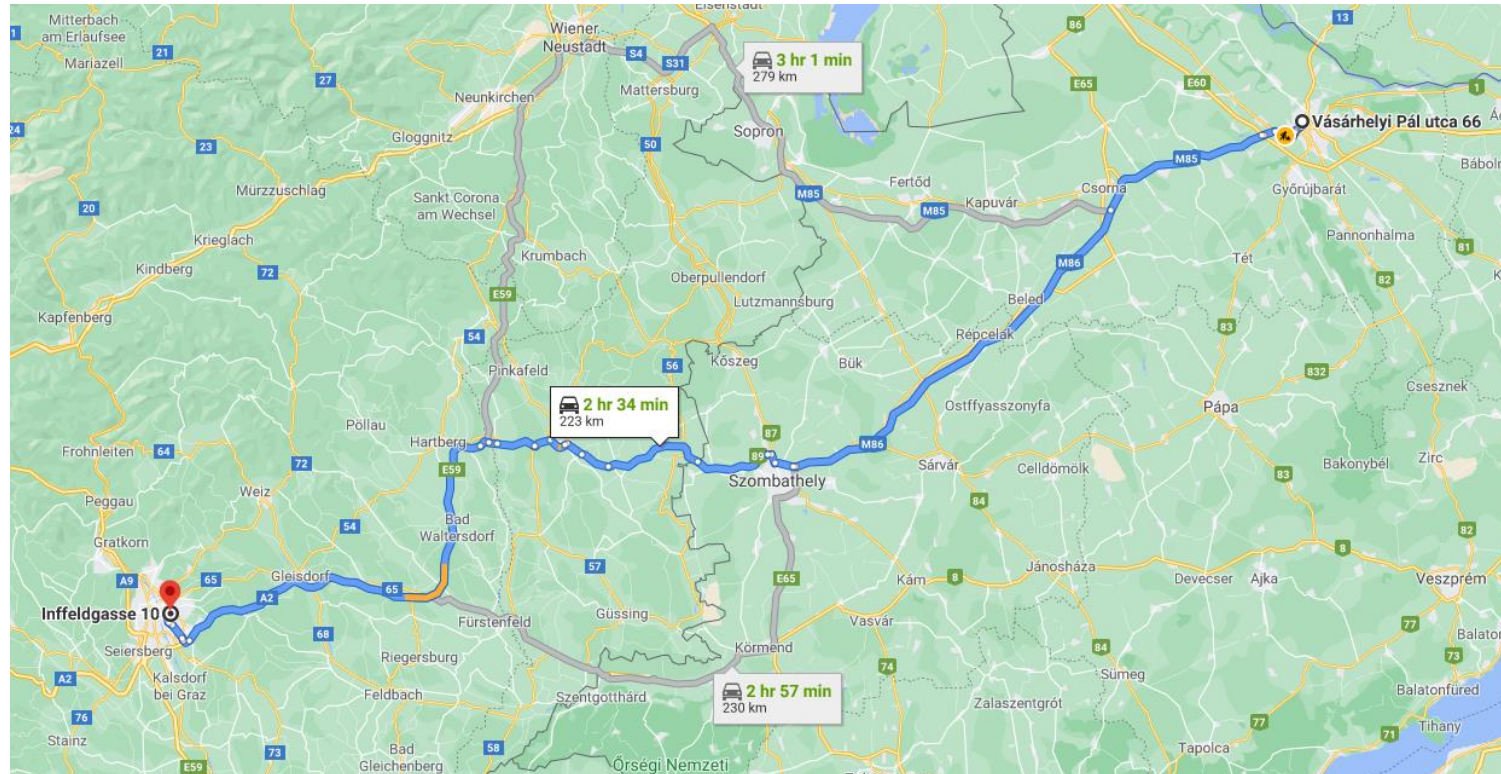 Mitterbach
am Erlaufsee
Mariazell
21
21
27
Wiener
Neustadt
S4
S31
Eisenstadt
3 hr 1 min
279 km
86
13
E65
E60
1
Neunkirchen
Mattersburg
Gloggnitz
24
23
Sopron
50
Vásárhelyi Pál utca 66
M85
Mürzzuschlag
Sankt Corona
am Wechsel
M85
Fertőd
Kapuvár
M85
Csorna
Győrújbarát
20
Krieglach
Kindberg
72
Krumbach
Oberpullendorf
Lutzmannsburg
M86
Pannonhalma
81
Tét
82
E59
Beled
Kapfenberg
54
Répcelak
83
Pinkafeld
56
Kőszeg
Bük
832
Csesznek
2 hr 34 min
223 km
Ostffyasszonyfa
Pápa
Pöllau
Hartberg
87
M86
Frohnleiten
64
72
E59
89
Szombathely
Sárvár
Celldömölk
Bakonybél
Zirc
83
Peggau
Weiz
84
54
Bad
Waltersdorf
82
Gratkorn
8
A9
65
Gleisdorf
65
57
E65
Kám
8
Jánosháza
Devecser
Ajka
Veszprém
A2
Inffeldgasse 10
Fürstenfeld
Güssing
Vasvár
77
68
Seiersberg
Riegersburg
Körmend
84
73
A2
Kalsdorf
bei Graz
74
Sümeg
Feldbach
Szentgotthárd
2 hr 57 min
230 km
Balatonfüred
76
Zalaszentgrót
77
Tihany
71
Stainz
73
Bad
Gleichenberg
58
Tapolca
E59
Őrségi Nemzeti